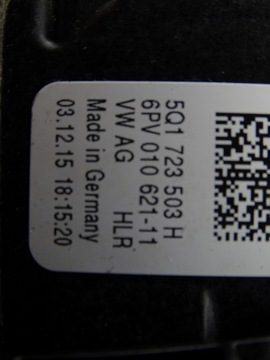 5Q1 723 503 H
6PV 010 621-11
VW AG HLR
Made in Germany
03.12.15 18:15:20